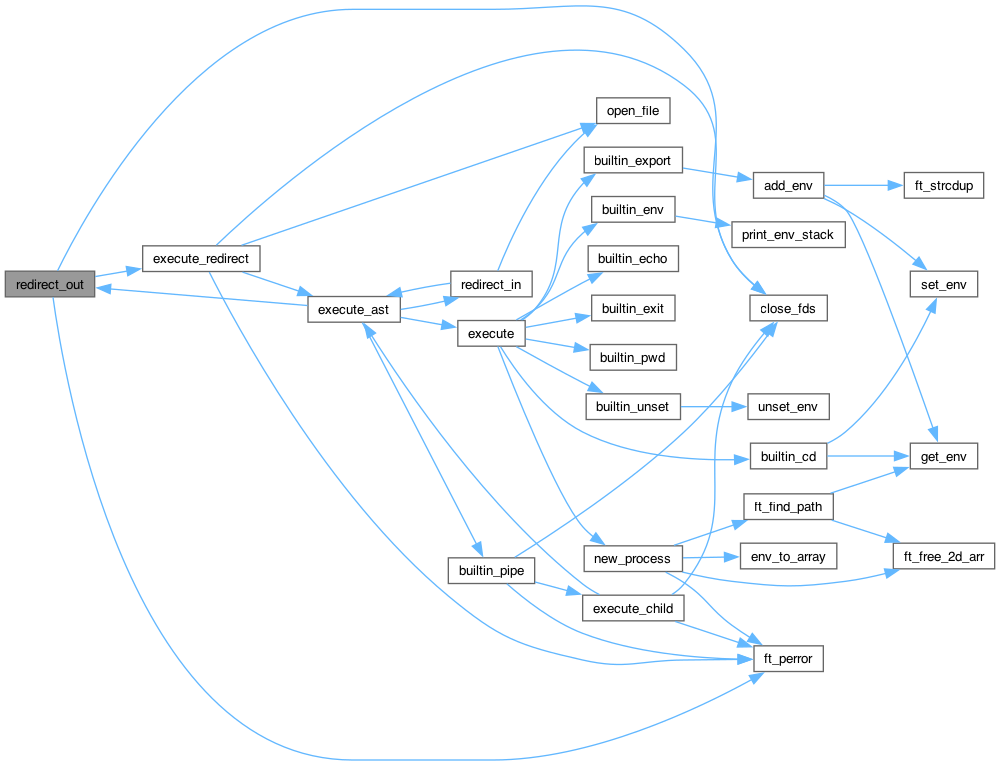 redirect_out
execute_redirect
execute_ast
redirect_in
execute
builtin_pipe
open_file
builtin_export
builtin_env
builtin_echo
builtin_exit
builtin_pwd
builtin_unset
new_process
execute_child
add_env
print_env_stack
close_fds
unset_env
builtin_cd
ft_find_path
env_to_array
ft_perror
ft_strcdup
set_env
get_env
ft_free_2d_arr